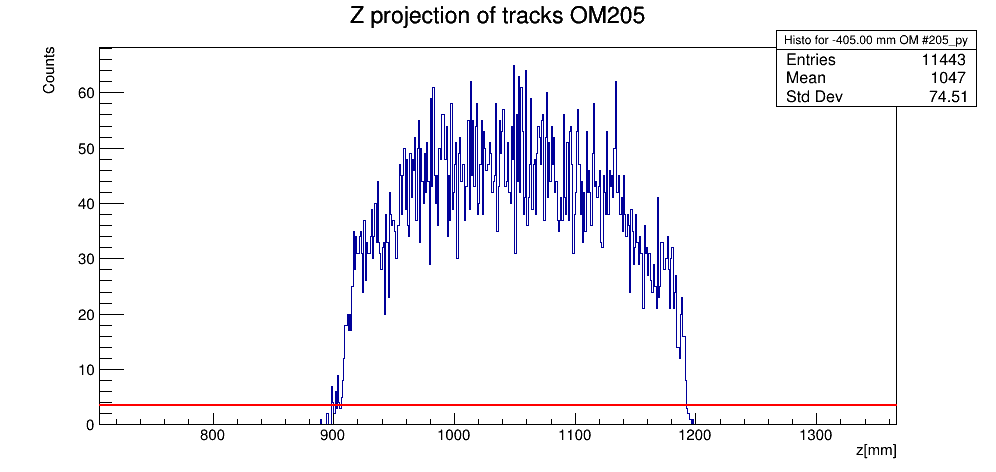 Z projection of tracks OM205
Histo for -405.00 mm OM #205_py
Entries 11443
Mean 1047
Std Dev 74.51
Counts
60
50
40
30
20
10
0
800 900 1000 1100 1200 1300
z[mm]